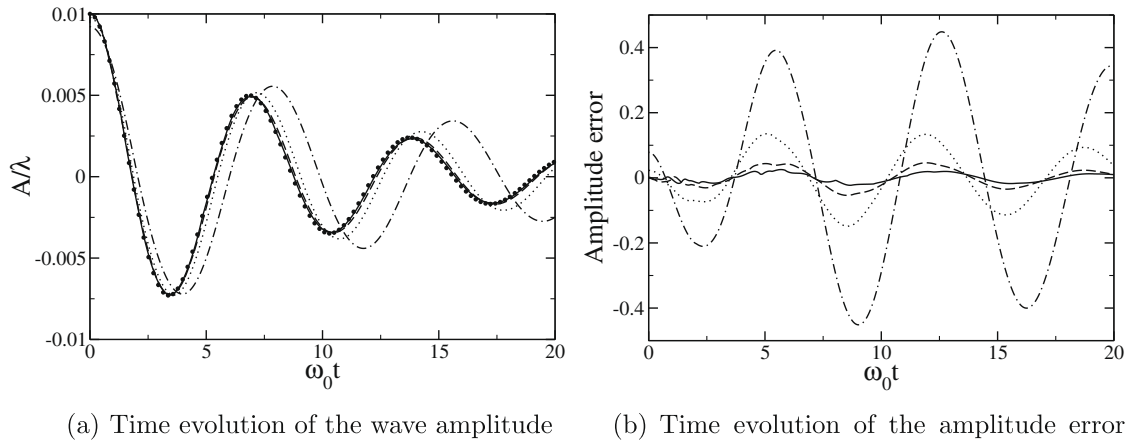 0.01
0.005
0
-0.005
-0.01
A/λ
0 5 10 15 20
ω₀t
(a) Time evolution of the wave amplitude
0.4
0.2
0
-0.2
-0.4
Amplitude error
0 5 10 15 20
ω₀t
(b) Time evolution of the amplitude error